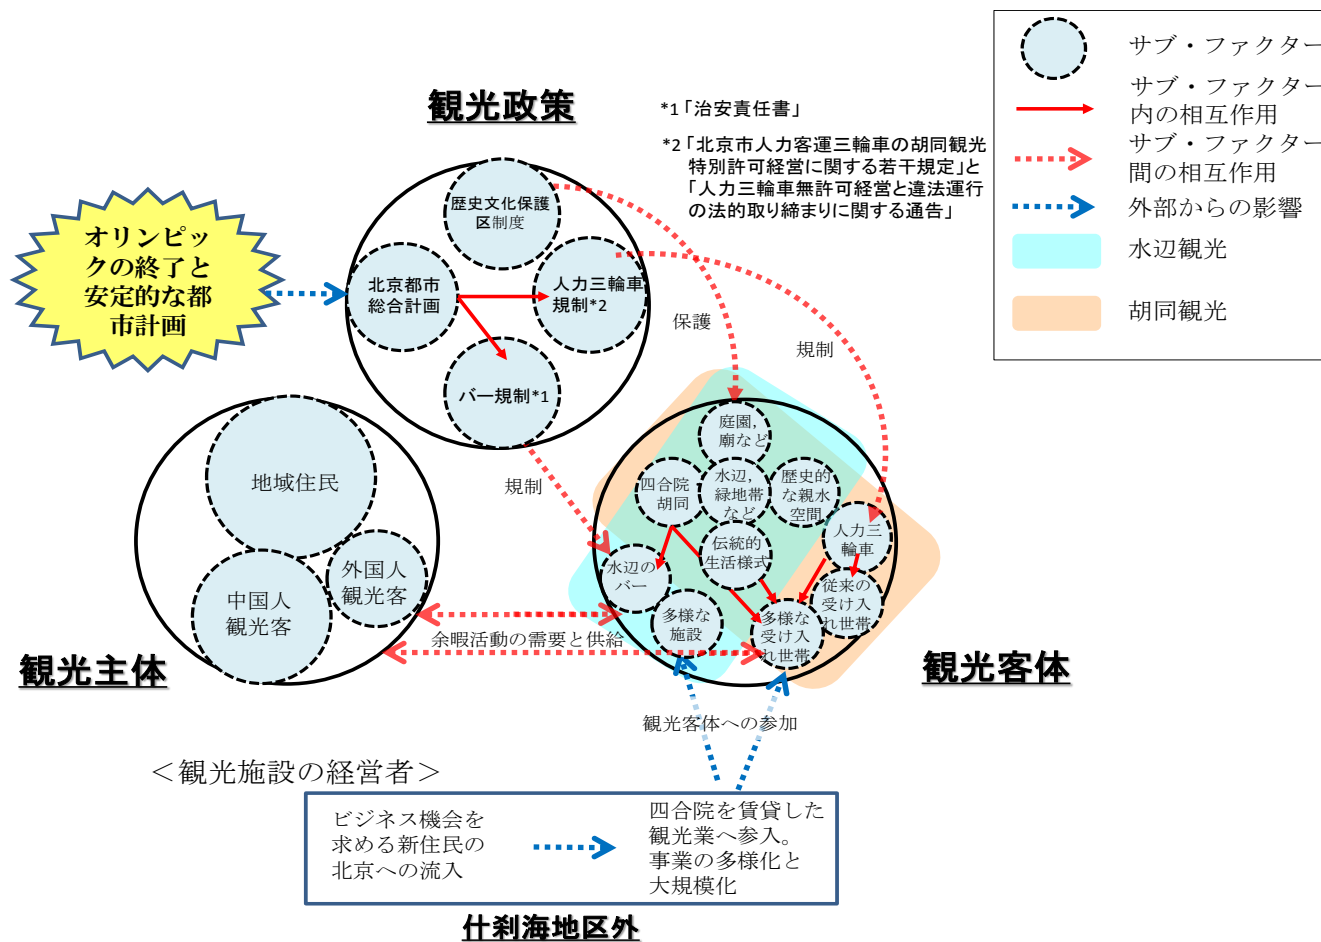 観光政策
*1「治安責任書」
*2「北京市人力客運三輪車の胡同観光
特別許可経営に関する若干規定」と
「人力三輪車無許可経営と違法運行
の法的取り締まりに関する通告」
サブ・ファクター
サブ・ファクター
内の相互作用
サブ・ファクター
間の相互作用
外部からの影響
水辺観光
胡同観光
オリンピッ
クの終了と
安定的な都
市計画
歴史文化保護
区制度
北京都市
総合計画
人力三輪車
規制*2
バー規制*1
保護
規制
規制
地域住民
中国人
観光客
外国人
観光客
観光主体
余暇活動の需要と供給
庭園,
廟など
四合院
胡同
水辺,
緑地帯
など
歴史的
な親水
空間
人力三
輪車
伝統的
生活様式
水辺の
バー
多様な
施設
多様な
受け入
れ世帯
従来の
受け入
れ世帯
観光客体
観光客体への参加
＜観光施設の経営者＞
ビジネス機会を
求める新住民の
北京への流入
四合院を賃貸した
観光業へ参入。
事業の多様化と
大規模化
什刹海地区外